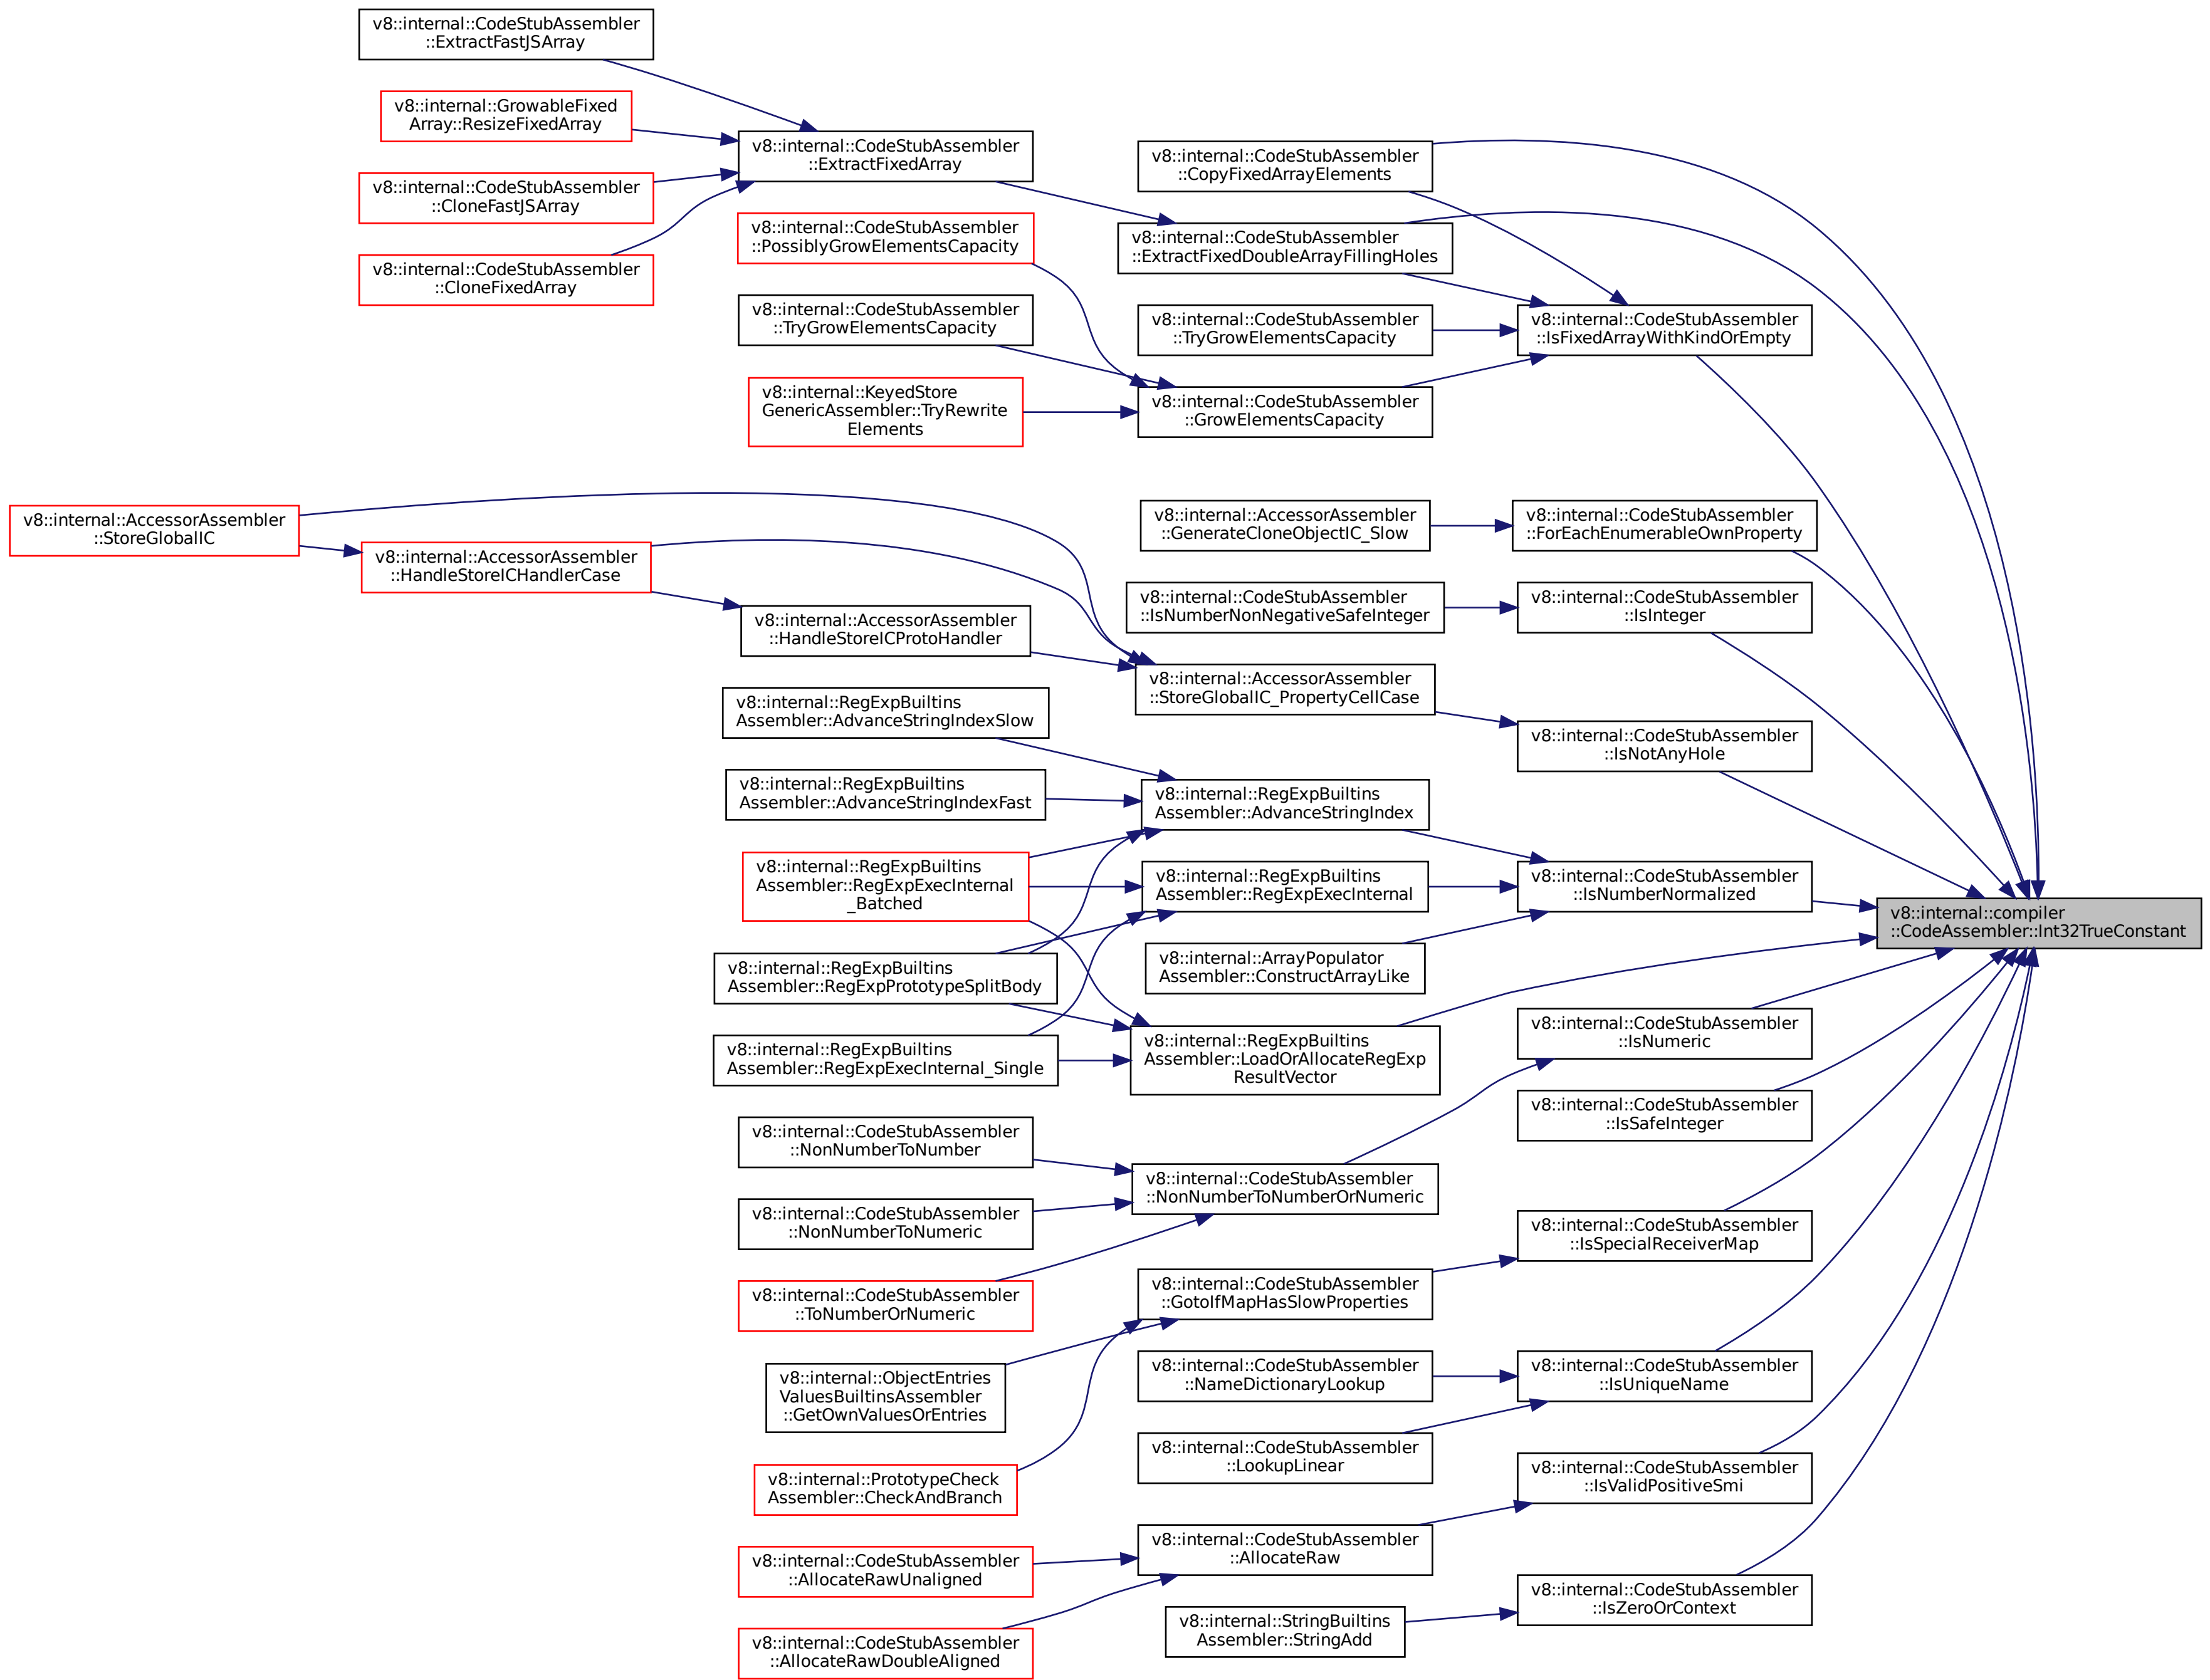 v8::internal::CodeStubAssembler
::ExtractFastJSArray
v8::internal::GrowableFixed
Array::ResizeFixedArray
v8::internal::CodeStubAssembler
::CloneFastJSArray
v8::internal::CodeStubAssembler
::CloneFixedArray
v8::internal::AccessorAssembler
::StoreGlobalIC
v8::internal::AccessorAssembler
::HandleStoreICHandlerCase
v8::internal::CodeStubAssembler
::ExtractFixedArray
v8::internal::CodeStubAssembler
::PossiblyGrowElementsCapacity
v8::internal::CodeStubAssembler
::TryGrowElementsCapacity
v8::internal::KeyedStore
GenericAssembler::TryRewrite
Elements
v8::internal::AccessorAssembler
::HandleStoreICProtoHandler
v8::internal::RegExpBuiltins
Assembler::AdvanceStringIndexSlow
v8::internal::RegExpBuiltins
Assembler::AdvanceStringIndexFast
v8::internal::RegExpBuiltins
Assembler::RegExpExecInternal
_Batched
v8::internal::RegExpBuiltins
Assembler::RegExpPrototypeSplitBody
v8::internal::RegExpBuiltins
Assembler::RegExpExecInternal_Single
v8::internal::CodeStubAssembler
::NonNumberToNumber
v8::internal::CodeStubAssembler
::NonNumberToNumeric
v8::internal::CodeStubAssembler
::ToNumberOrNumeric
v8::internal::ObjectEntries
ValuesBuiltinsAssembler
::GetOwnValuesOrEntries
v8::internal::PrototypeCheck
Assembler::CheckAndBranch
v8::internal::CodeStubAssembler
::AllocateRawUnaligned
v8::internal::CodeStubAssembler
::AllocateRawDoubleAligned
v8::internal::CodeStubAssembler
::CopyFixedArrayElements
v8::internal::CodeStubAssembler
::ExtractFixedDoubleArrayFillingHoles
v8::internal::CodeStubAssembler
::TryGrowElementsCapacity
v8::internal::CodeStubAssembler
::GrowElementsCapacity
v8::internal::AccessorAssembler
::GenerateCloneObjectIC_Slow
v8::internal::CodeStubAssembler
::IsNumberNonNegativeSafeInteger
v8::internal::AccessorAssembler
::StoreGlobalIC_PropertyCellCase
v8::internal::RegExpBuiltins
Assembler::AdvanceStringIndex
v8::internal::RegExpBuiltins
Assembler::RegExpExecInternal
v8::internal::ArrayPopulator
Assembler::ConstructArrayLike
v8::internal::RegExpBuiltins
Assembler::LoadOrAllocateRegExp
ResultVector
v8::internal::CodeStubAssembler
::NonNumberToNumberOrNumeric
v8::internal::CodeStubAssembler
::GotoIfMapHasSlowProperties
v8::internal::CodeStubAssembler
::NameDictionaryLookup
v8::internal::CodeStubAssembler
::LookupLinear
v8::internal::CodeStubAssembler
::AllocateRaw
v8::internal::StringBuiltins
Assembler::StringAdd
v8::internal::CodeStubAssembler
::IsFixedArrayWithKindOrEmpty
v8::internal::CodeStubAssembler
::ForEachEnumerableOwnProperty
v8::internal::CodeStubAssembler
::IsInteger
v8::internal::CodeStubAssembler
::IsNotAnyHole
v8::internal::CodeStubAssembler
::IsNumberNormalized
v8::internal::CodeStubAssembler
::IsNumeric
v8::internal::CodeStubAssembler
::IsSafeInteger
v8::internal::CodeStubAssembler
::IsSpecialReceiverMap
v8::internal::CodeStubAssembler
::IsUniqueName
v8::internal::CodeStubAssembler
::IsValidPositiveSmi
v8::internal::CodeStubAssembler
::IsZeroOrContext
v8::internal::compiler
::CodeAssembler::Int32TrueConstant